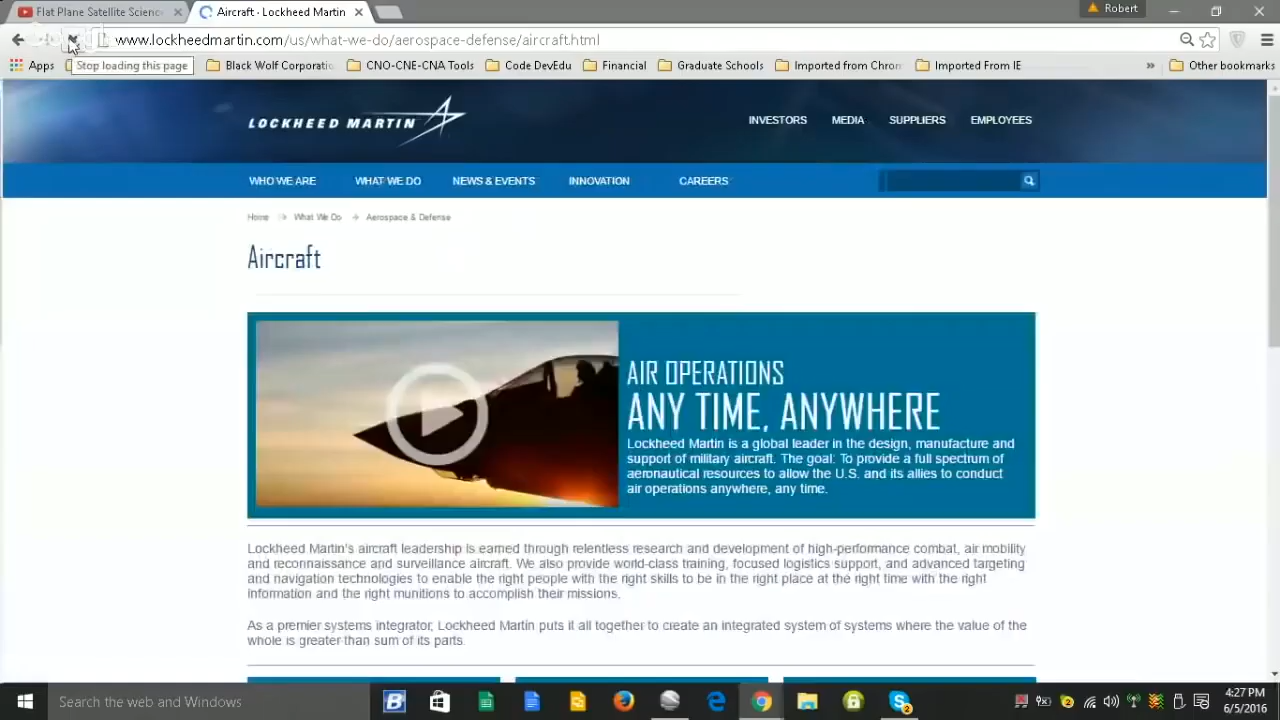 Flat Plane Satellite Scienc
Aircraft · Lockheed Martin
Robert
www.lockheedmartin.com/us/what-we-do/aerospace-defense/aircraft.html
Apps
Stop loading this page
Black Wolf Corporatio
CNO-CNE-CNA Tools
Code DevEdu
Financial
Graduate Schools
Imported from Chrom
Imported From IE
»
Other bookmarks
LOCKHEED MARTIN
INVESTORS MEDIA SUPPLIERS EMPLOYEES
WHO WE ARE WHAT WE DO NEWS & EVENTS INNOVATION CAREERS
Home What We Do Aerospace & Defense
Aircraft
AIR OPERATIONS
ANY TIME, ANYWHERE
Lockheed Martin is a global leader in the design, manufacture and
support of military aircraft. The goal: To provide a full spectrum of
aeronautical resources to allow the U.S. and its allies to conduct
air operations anywhere, any time.
Lockheed Martin's aircraft leadership is earned through relentless research and development of high-performance combat, air mobility
and reconnaissance and surveillance aircraft. We also provide world-class training, focused logistics support, and advanced targeting
and navigation technologies to enable the right people with the right skills to be in the right place at the right time with the right
information and the right munitions to accomplish their missions.
As a premier systems integrator, Lockheed Martin puts it all together to create an integrated system of systems where the value of the
whole is greater than sum of its parts.
Search the web and Windows
4:27 PM
6/5/2016